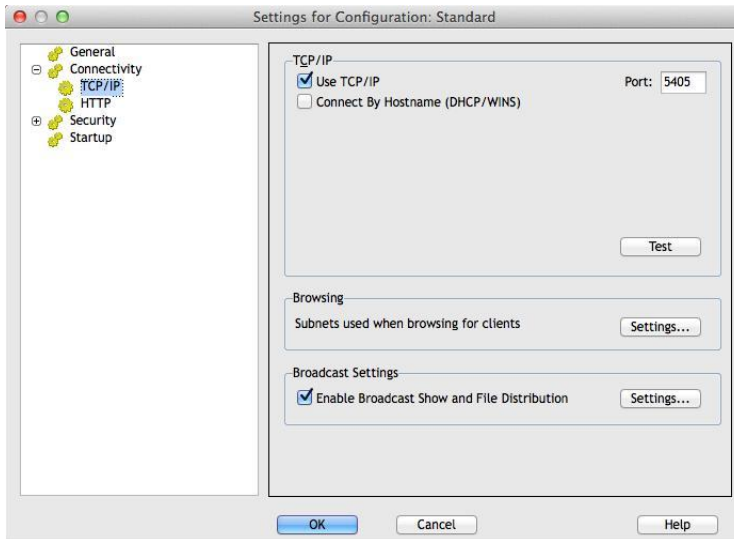 Settings for Configuration: Standard
General
Connectivity
TCP/IP
HTTP
Security
Startup
TCP/IP
Use TCP/IP
Port: 5405
Connect By Hostname (DHCP/WINS)
Test
Browsing
Subnets used when browsing for clients
Settings...
Broadcast Settings
Enable Broadcast Show and File Distribution
Settings...
OK
Cancel
Help